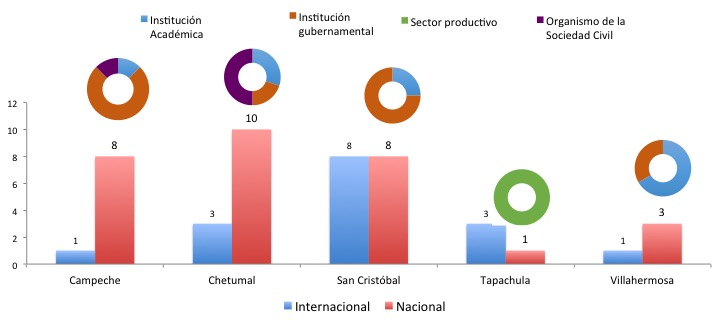 Institución
Académica
Institución
gubernamental
Sector productivo
Organismo de la
Sociedad Civil
12
10
8
6
4
2
0
1
8
3
10
8
8
3
1
1
3
Campeche
Chetumal
San Cristóbal
Tapachula
Villahermosa
Internacional
Nacional